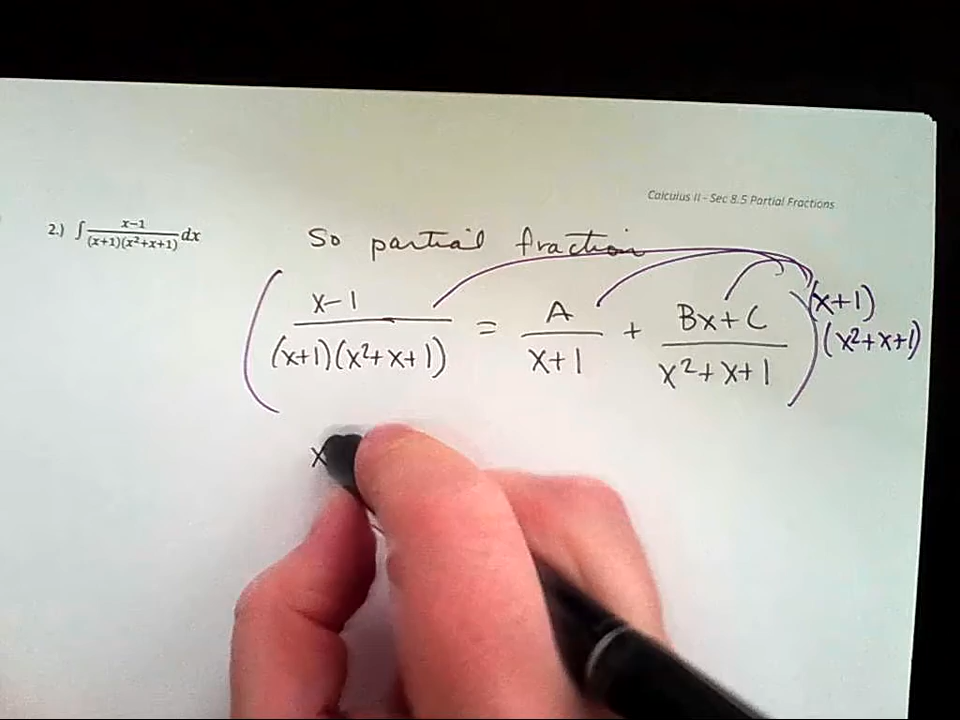 Calculus II - Sec 8.5 Partial Fractions
2.) ∫ x−1 / (x+1)(x²+x+1) dx
So partial fraction
( x-1 / (x+1)(x²+x+1) = A / x+1 + Bx+C / x²+x+1 ) (x+1)
(x²+x+1)
x